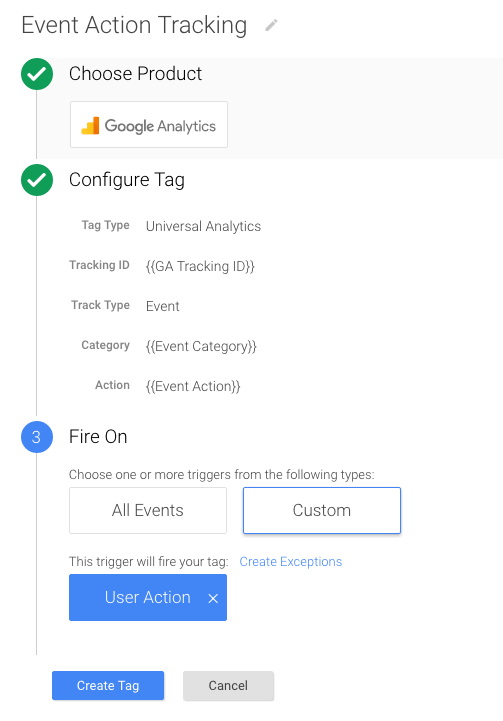 Event Action Tracking
Choose Product
Google Analytics
Configure Tag
Tag Type Universal Analytics
Tracking ID {{GA Tracking ID}}
Track Type Event
Category {{Event Category}}
Action {{Event Action}}
3 Fire On
Choose one or more triggers from the following types:
All Events Custom
This trigger will fire your tag: Create Exceptions
User Action ×
Create Tag Cancel